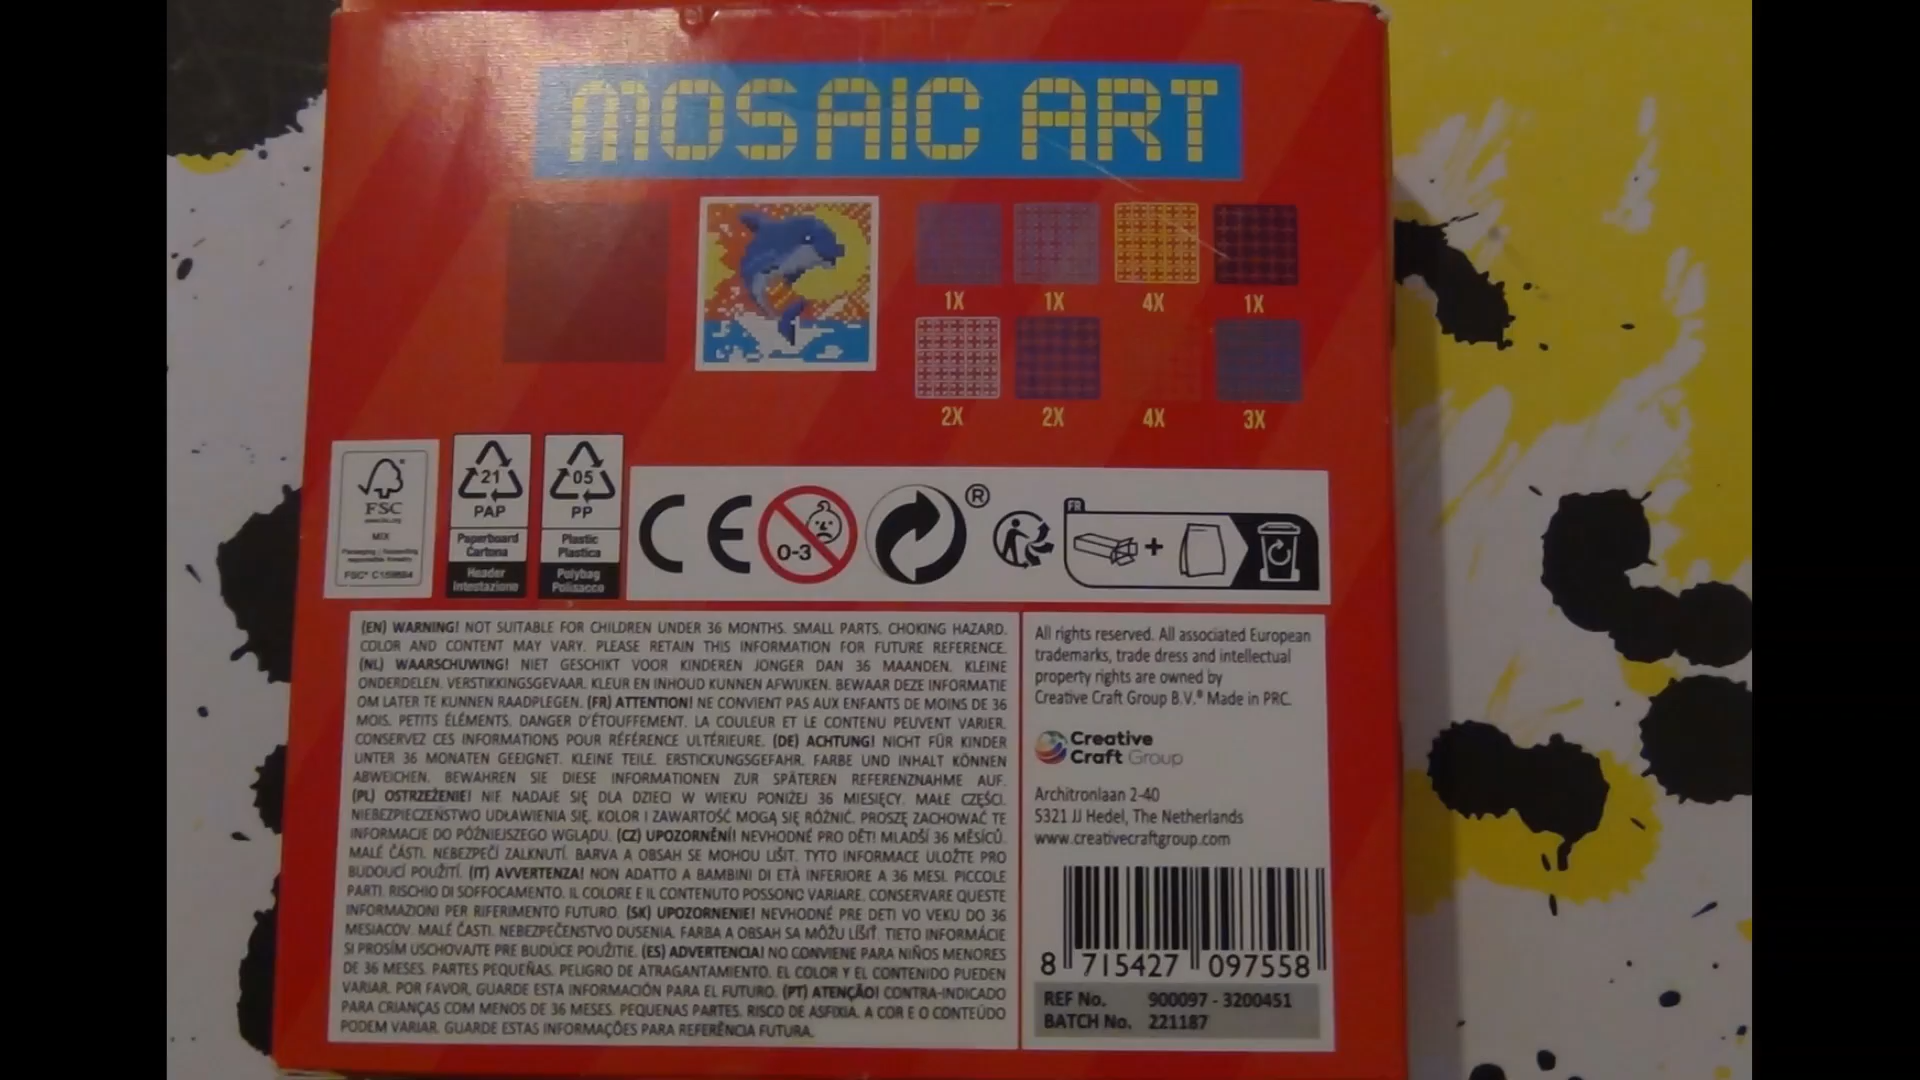 MOSAIC ART
1X 1X 4X 1X
2X 2X 4X 3X
FSC
MIX
21
PAP
Paperboard
Cartona
Header
Intestazione
05
PP
Plastic
Plastica
Polybag
Polisacco
CE
0-3
®
FR
+
(EN) WARNING! NOT SUITABLE FOR CHILDREN UNDER 36 MONTHS. SMALL PARTS. CHOKING HAZARD.
COLOR AND CONTENT MAY VARY. PLEASE RETAIN THIS INFORMATION FOR FUTURE REFERENCE.
(NL) WAARSCHUWING! NIET GESCHIKT VOOR KINDEREN JONGER DAN 36 MAANDEN. KLEINE
ONDERDELEN. VERSTIKKINGSGEVAAR. KLEUR EN INHOUD KUNNEN AFWIJKEN. BEWAAR DEZE INFORMATIE
OM LATER TE KUNNEN RAADPLEGEN. (FR) ATTENTION! NE CONVIENT PAS AUX ENFANTS DE MOINS DE 36
MOIS. PETITS ÉLÉMENTS. DANGER D'ÉTOUFFEMENT. LA COULEUR ET LE CONTENU PEUVENT VARIER.
CONSERVEZ CES INFORMATIONS POUR RÉFÉRENCE ULTÉRIEURE. (DE) ACHTUNG! NICHT FÜR KINDER
UNTER 36 MONATEN GEEIGNET. KLEINE TEILE. ERSTICKUNGSGEFAHR. FARBE UND INHALT KÖNNEN
ABWEICHEN. BEWAHREN SIE DIESE INFORMATIONEN ZUR SPÄTEREN REFERENZNAHME AUF.
(PL) OSTRZEŻENIE! NIE NADAJE SIĘ DLA DZIECI W WIEKU PONIŻEJ 36 MIESIĘCY. MAŁE CZĘŚCI.
NIEBEZPIECZEŃSTWO UDŁAWIENIA SIĘ. KOLOR I ZAWARTOŚĆ MOGĄ SIĘ RÓŻNIĆ. PROSZĘ ZACHOWAĆ TE
INFORMACJE DO PÓŹNIEJSZEGO WGLĄDU. (CZ) UPOZORNĚNÍ! NEVHODNÉ PRO DĚTI MLADŠÍ 36 MĚSÍCŮ.
MALÉ ČÁSTI. NEBEZPEČÍ ZALKNUTÍ. BARVA A OBSAH SE MOHOU LIŠIT. TYTO INFORMACE ULOŽTE PRO
BUDOUCÍ POUŽITÍ. (IT) AVVERTENZA! NON ADATTO A BAMBINI DI ETÀ INFERIORE A 36 MESI. PICCOLE
PARTI. RISCHIO DI SOFFOCAMENTO. IL COLORE E IL CONTENUTO POSSONO VARIARE. CONSERVARE QUESTE
INFORMAZIONI PER RIFERIMENTO FUTURO. (SK) UPOZORNENIE! NEVHODNÉ PRE DETI VO VEKU DO 36
MESIACOV. MALÉ ČASTI. NEBEZPEČENSTVO DUSENIA. FARBA A OBSAH SA MÔŽU LÍŠIŤ. TIETO INFORMÁCIE
SI PROSÍM USCHOVAJTE PRE BUDÚCE POUŽITIE. (ES) ADVERTENCIA! NO CONVIENE PARA NIÑOS MENORES
DE 36 MESES. PARTES PEQUEÑAS. PELIGRO DE ATRAGANTAMIENTO. EL COLOR Y EL CONTENIDO PUEDEN
VARIAR. POR FAVOR, GUARDE ESTA INFORMACIÓN PARA EL FUTURO. (PT) ATENÇÃO! CONTRA-INDICADO
PARA CRIANÇAS COM MENOS DE 36 MESES. PEQUENAS PARTES. RISCO DE ASFIXIA. A COR E O CONTEÚDO
PODEM VARIAR. GUARDE ESTAS INFORMAÇÕES PARA REFERÊNCIA FUTURA.
All rights reserved. All associated European
trademarks, trade dress and intellectual
property rights are owned by
Creative Craft Group B.V.® Made in PRC.
Creative
Craft Group
Architronlaan 2-40
5321 JJ Hedel, The Netherlands
www.creativecraftgroup.com
8 715427 097558
REF No. 900097 - 3200451
BATCH No. 221187